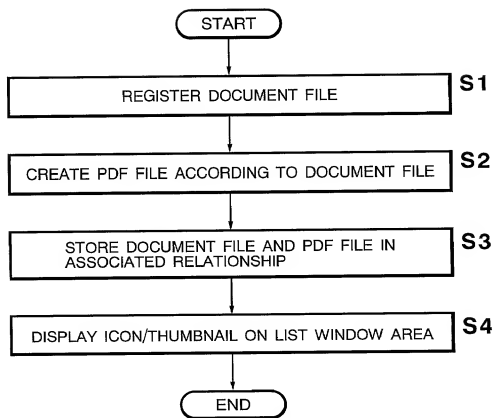 START
REGISTER DOCUMENT FILE
S1
CREATE PDF FILE ACCORDING TO DOCUMENT FILE
S2
STORE DOCUMENT FILE AND PDF FILE IN
ASSOCIATED RELATIONSHIP
S3
DISPLAY ICON/THUMBNAIL ON LIST WINDOW AREA
S4
END